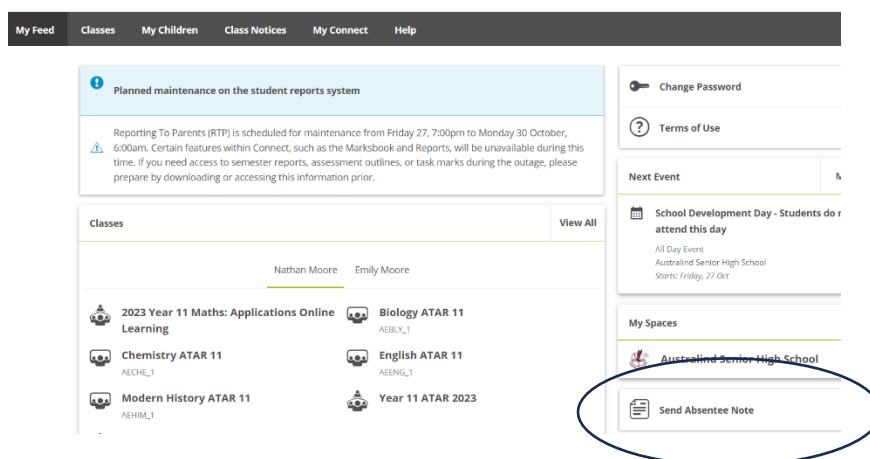 My Feed Classes My Children Class Notices My Connect Help
Planned maintenance on the student reports system
Reporting To Parents (RTP) is scheduled for maintenance from Friday 27, 7:00pm to Monday 30 October,
6:00am. Certain features within Connect, such as the Marksbook and Reports, will be unavailable during this
time. If you need access to semester reports, assessment outlines, or task marks during the outage, please
prepare by downloading or accessing this information prior.
Classes View All
Nathan Moore Emily Moore
2023 Year 11 Maths: Applications Online
Learning
Biology ATAR 11
AEBLY_1
Chemistry ATAR 11
AECHE_1
English ATAR 11
AEENG_1
Modern History ATAR 11
AEHIM_1
Year 11 ATAR 2023
Change Password
Terms of Use
Next Event
School Development Day - Students do
attend this day
All Day Event
Australind Senior High School
Starts: Friday, 27 Oct
My Spaces
Australind Senior High School
Send Absentee Note